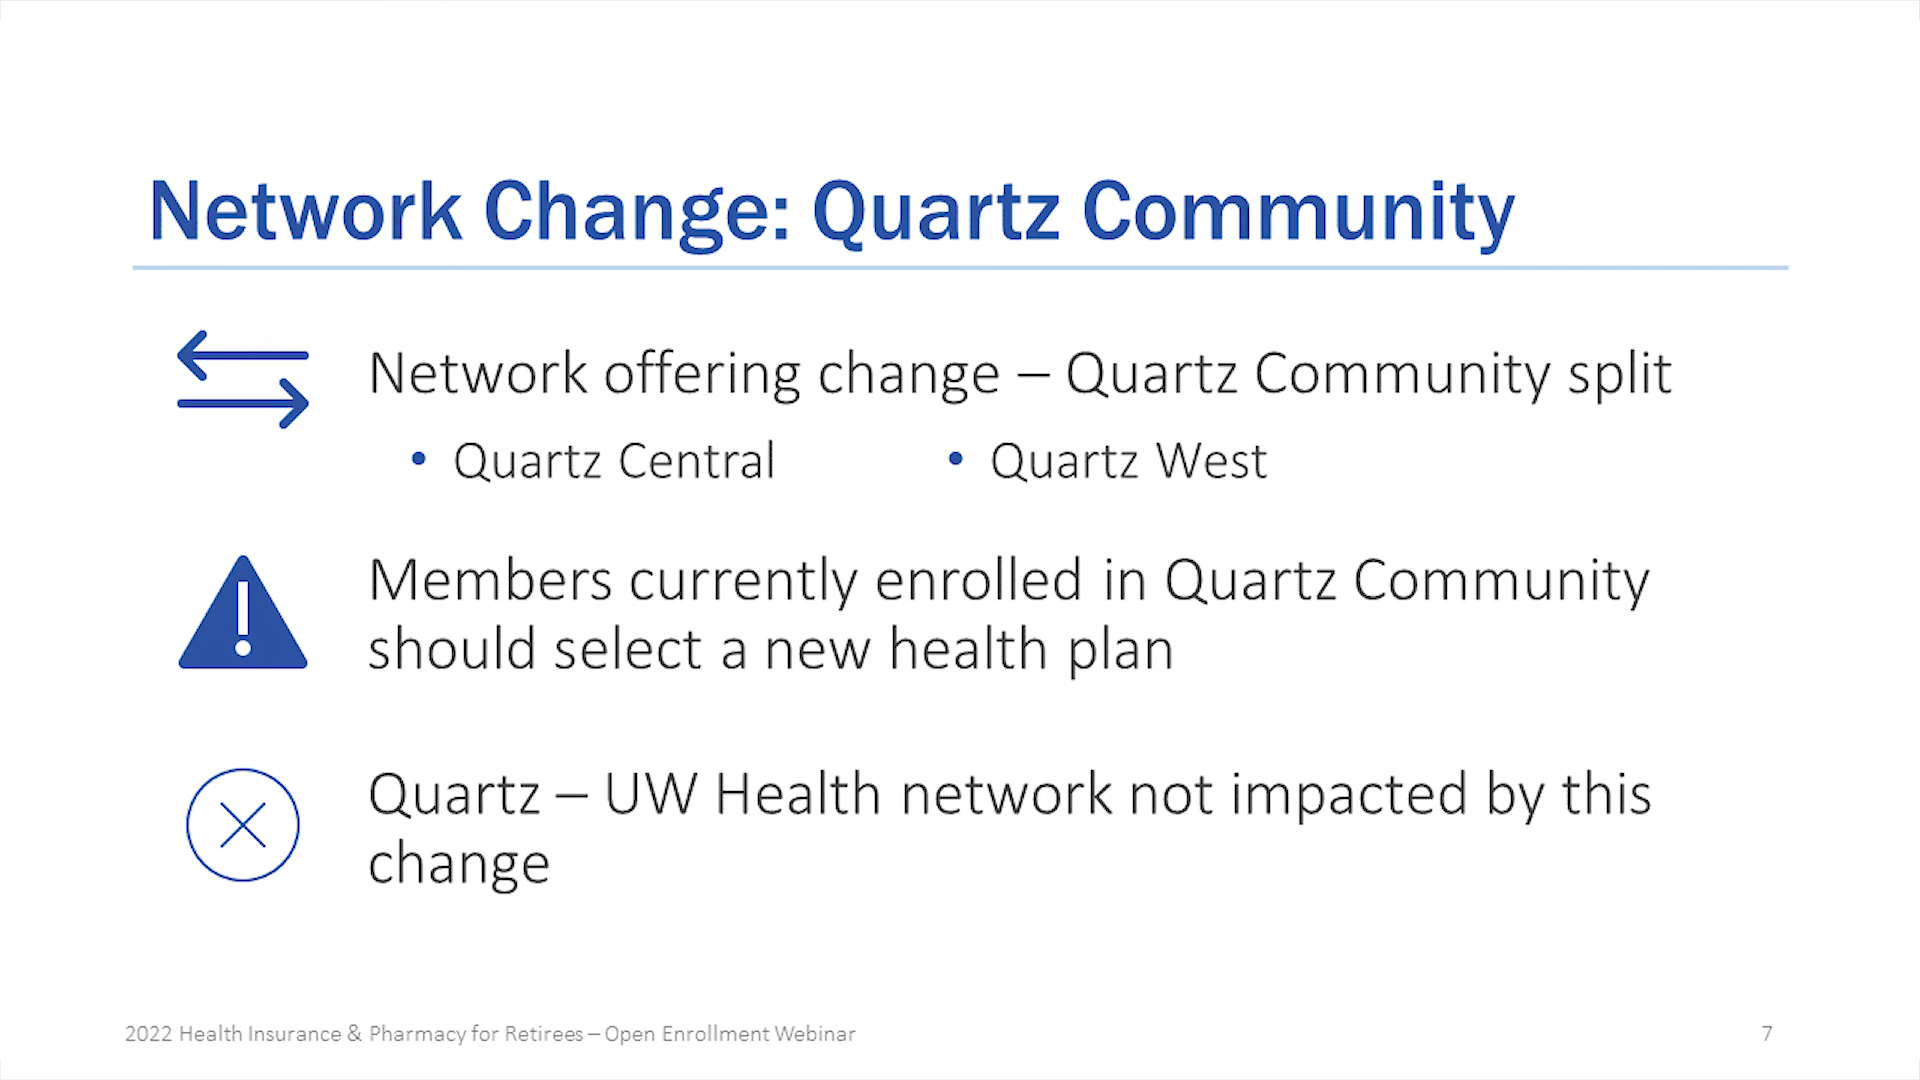 Network Change: Quartz Community
Network offering change – Quartz Community split
• Quartz Central • Quartz West
Members currently enrolled in Quartz Community
should select a new health plan
Quartz – UW Health network not impacted by this
change
2022 Health Insurance & Pharmacy for Retirees – Open Enrollment Webinar 7